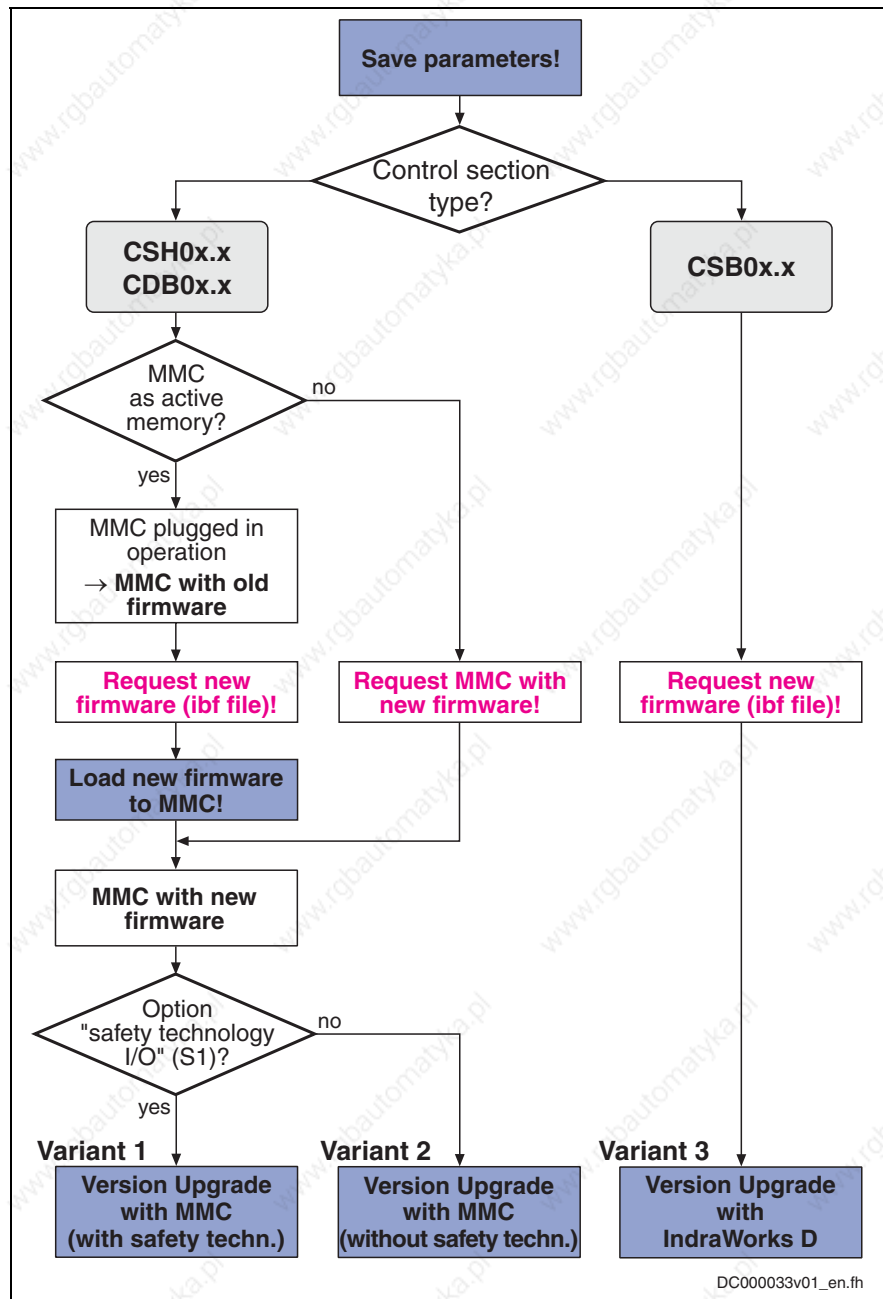 Save parameters!
Control section
type?
CSH0x.x
CDB0x.x
CSB0x.x
MMC
as active
memory?
no
yes
MMC plugged in
operation
→ MMC with old
firmware
Request new
firmware (ibf file)!
Request MMC with
new firmware!
Request new
firmware (ibf file)!
Load new firmware
to MMC!
MMC with new
firmware
Option
"safety technology
I/O" (S1)?
no
yes
Variant 1
Version Upgrade
with MMC
(with safety techn.)
Variant 2
Version Upgrade
with MMC
(without safety techn.)
Variant 3
Version Upgrade
with
IndraWorks D
DC000033v01_en.fh
www.rgbautomatyka.pl